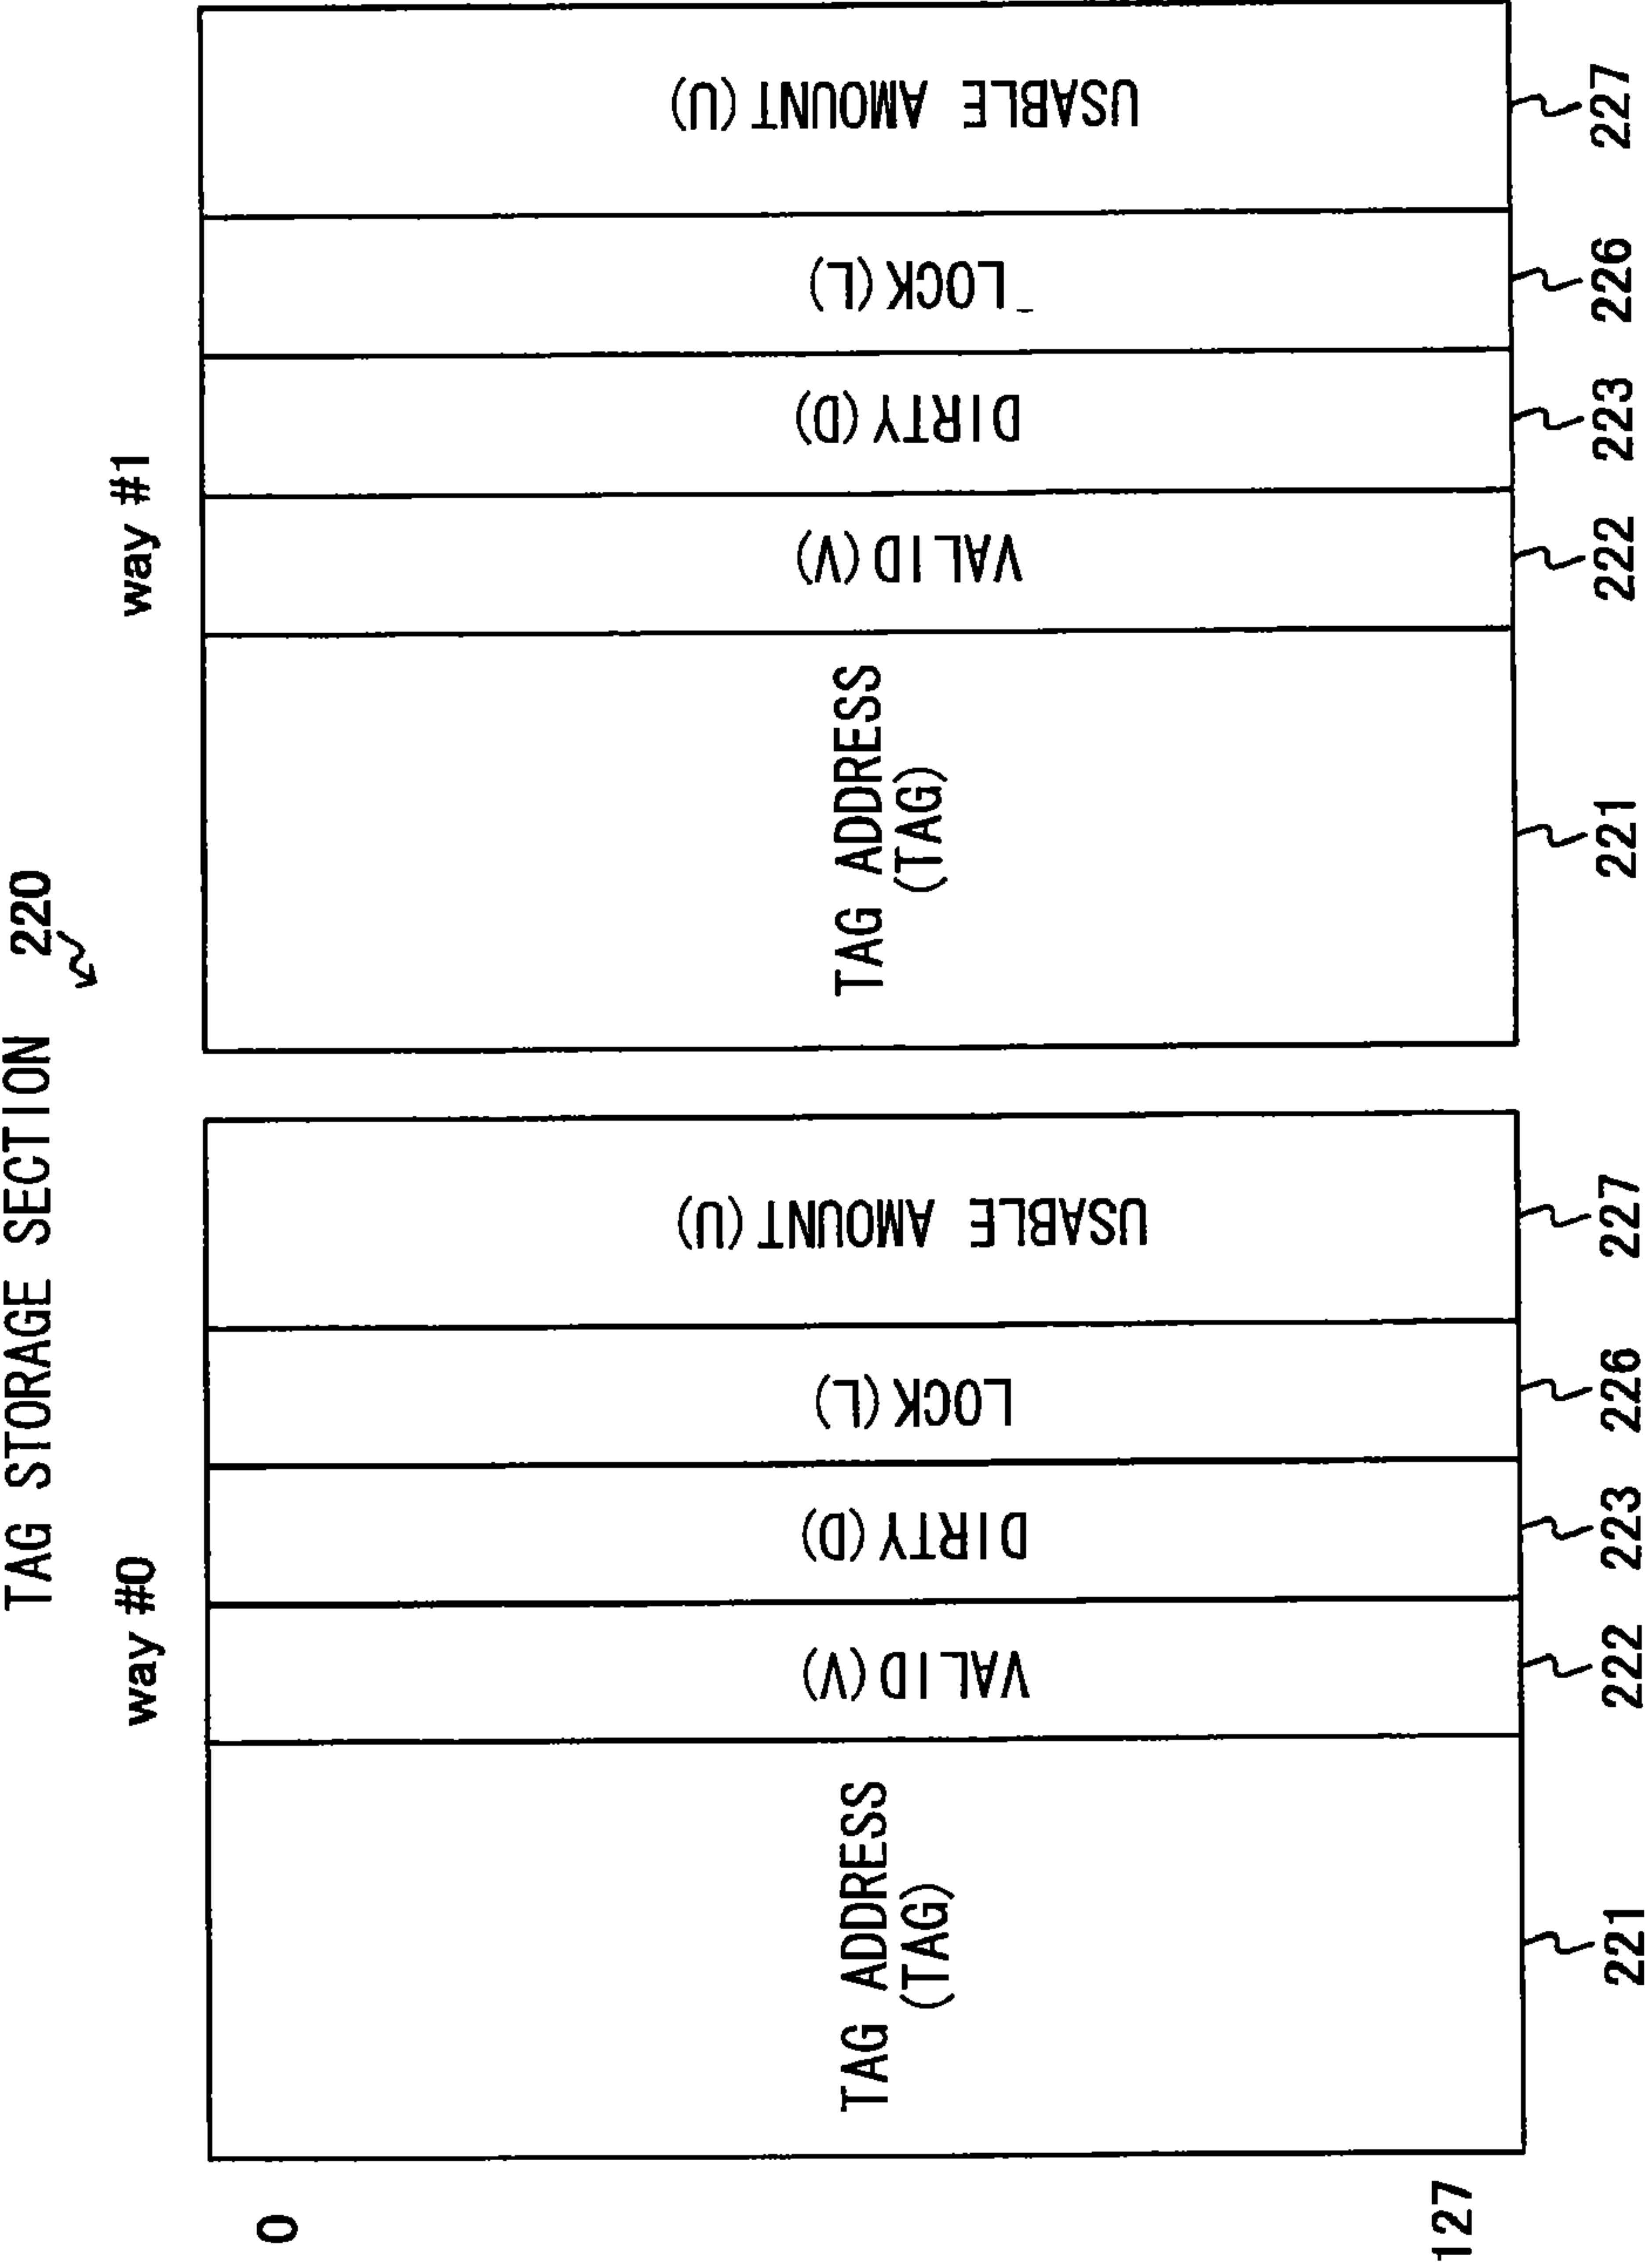 TAG STORAGE SECTION 220
way #0
way #1
0
127
TAG ADDRESS
(TAG)
VALID(V)
DIRTY(D)
LOCK(L)
USABLE AMOUNT(U)
TAG ADDRESS
(TAG)
VALID(V)
DIRTY(D)
LOCK(L)
USABLE AMOUNT(U)
221
222
223
226
227
221
222
223
226
227